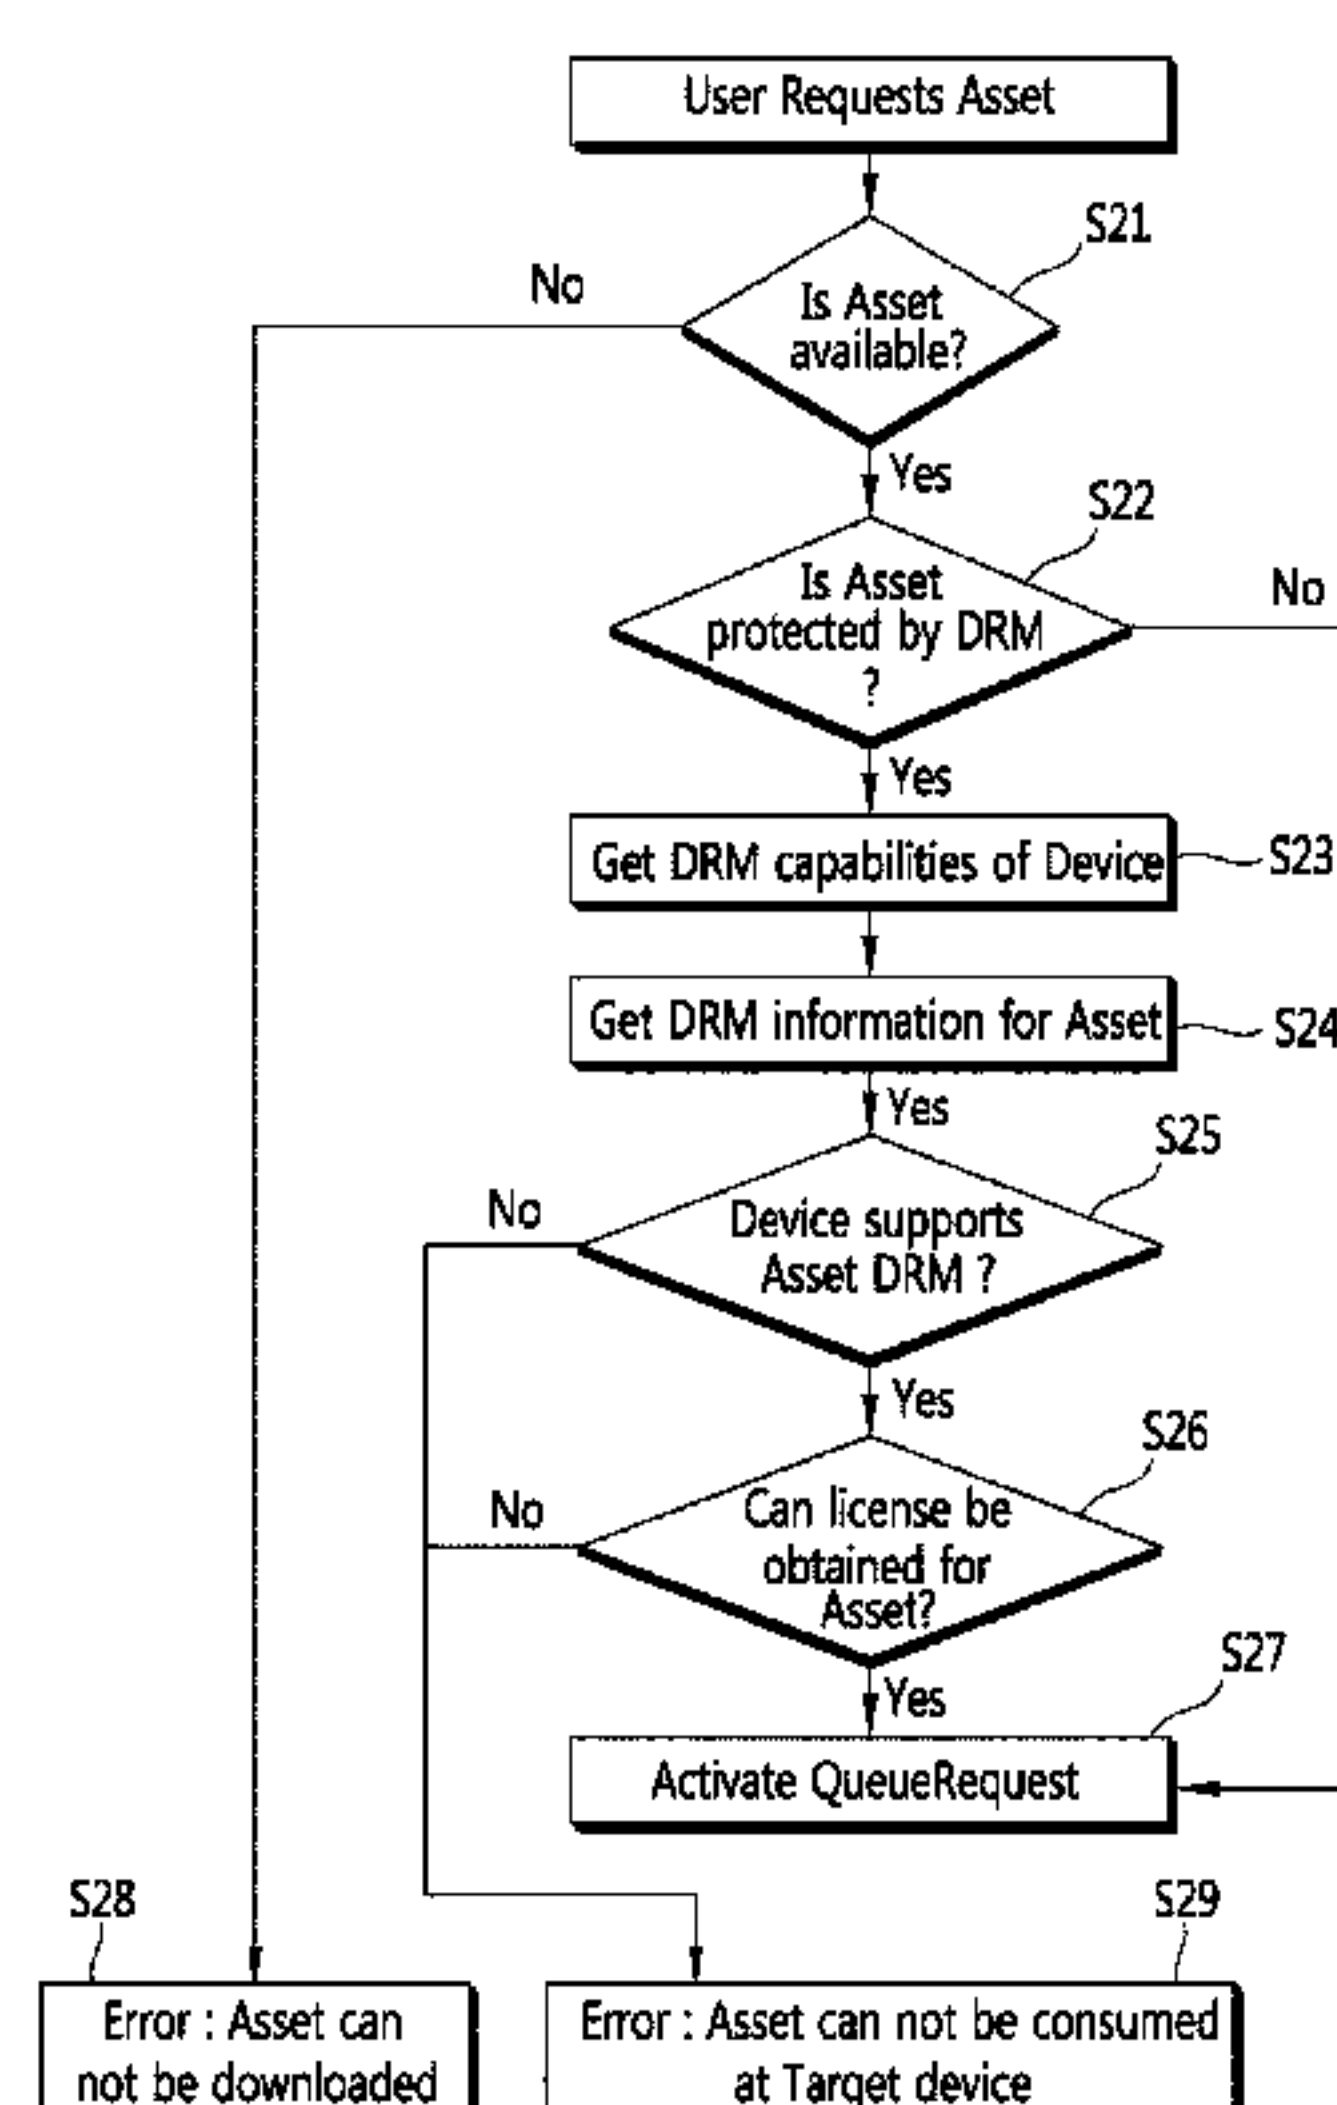 User Requests Asset
S21
No
Is Asset
available?
Yes
S22
Is Asset
No
protected by DRM
?
Yes
Get DRM capabilities of Device
S23
Get DRM information for Asset
S24
Yes
S25
No
Device supports
Asset DRM ?
Yes
S26
No
Can license be
obtained for
Asset?
S27
Yes
Activate QueueRequest
S28
S29
Error : Asset can
not be downloaded
Error : Asset can not be consumed
at Target device